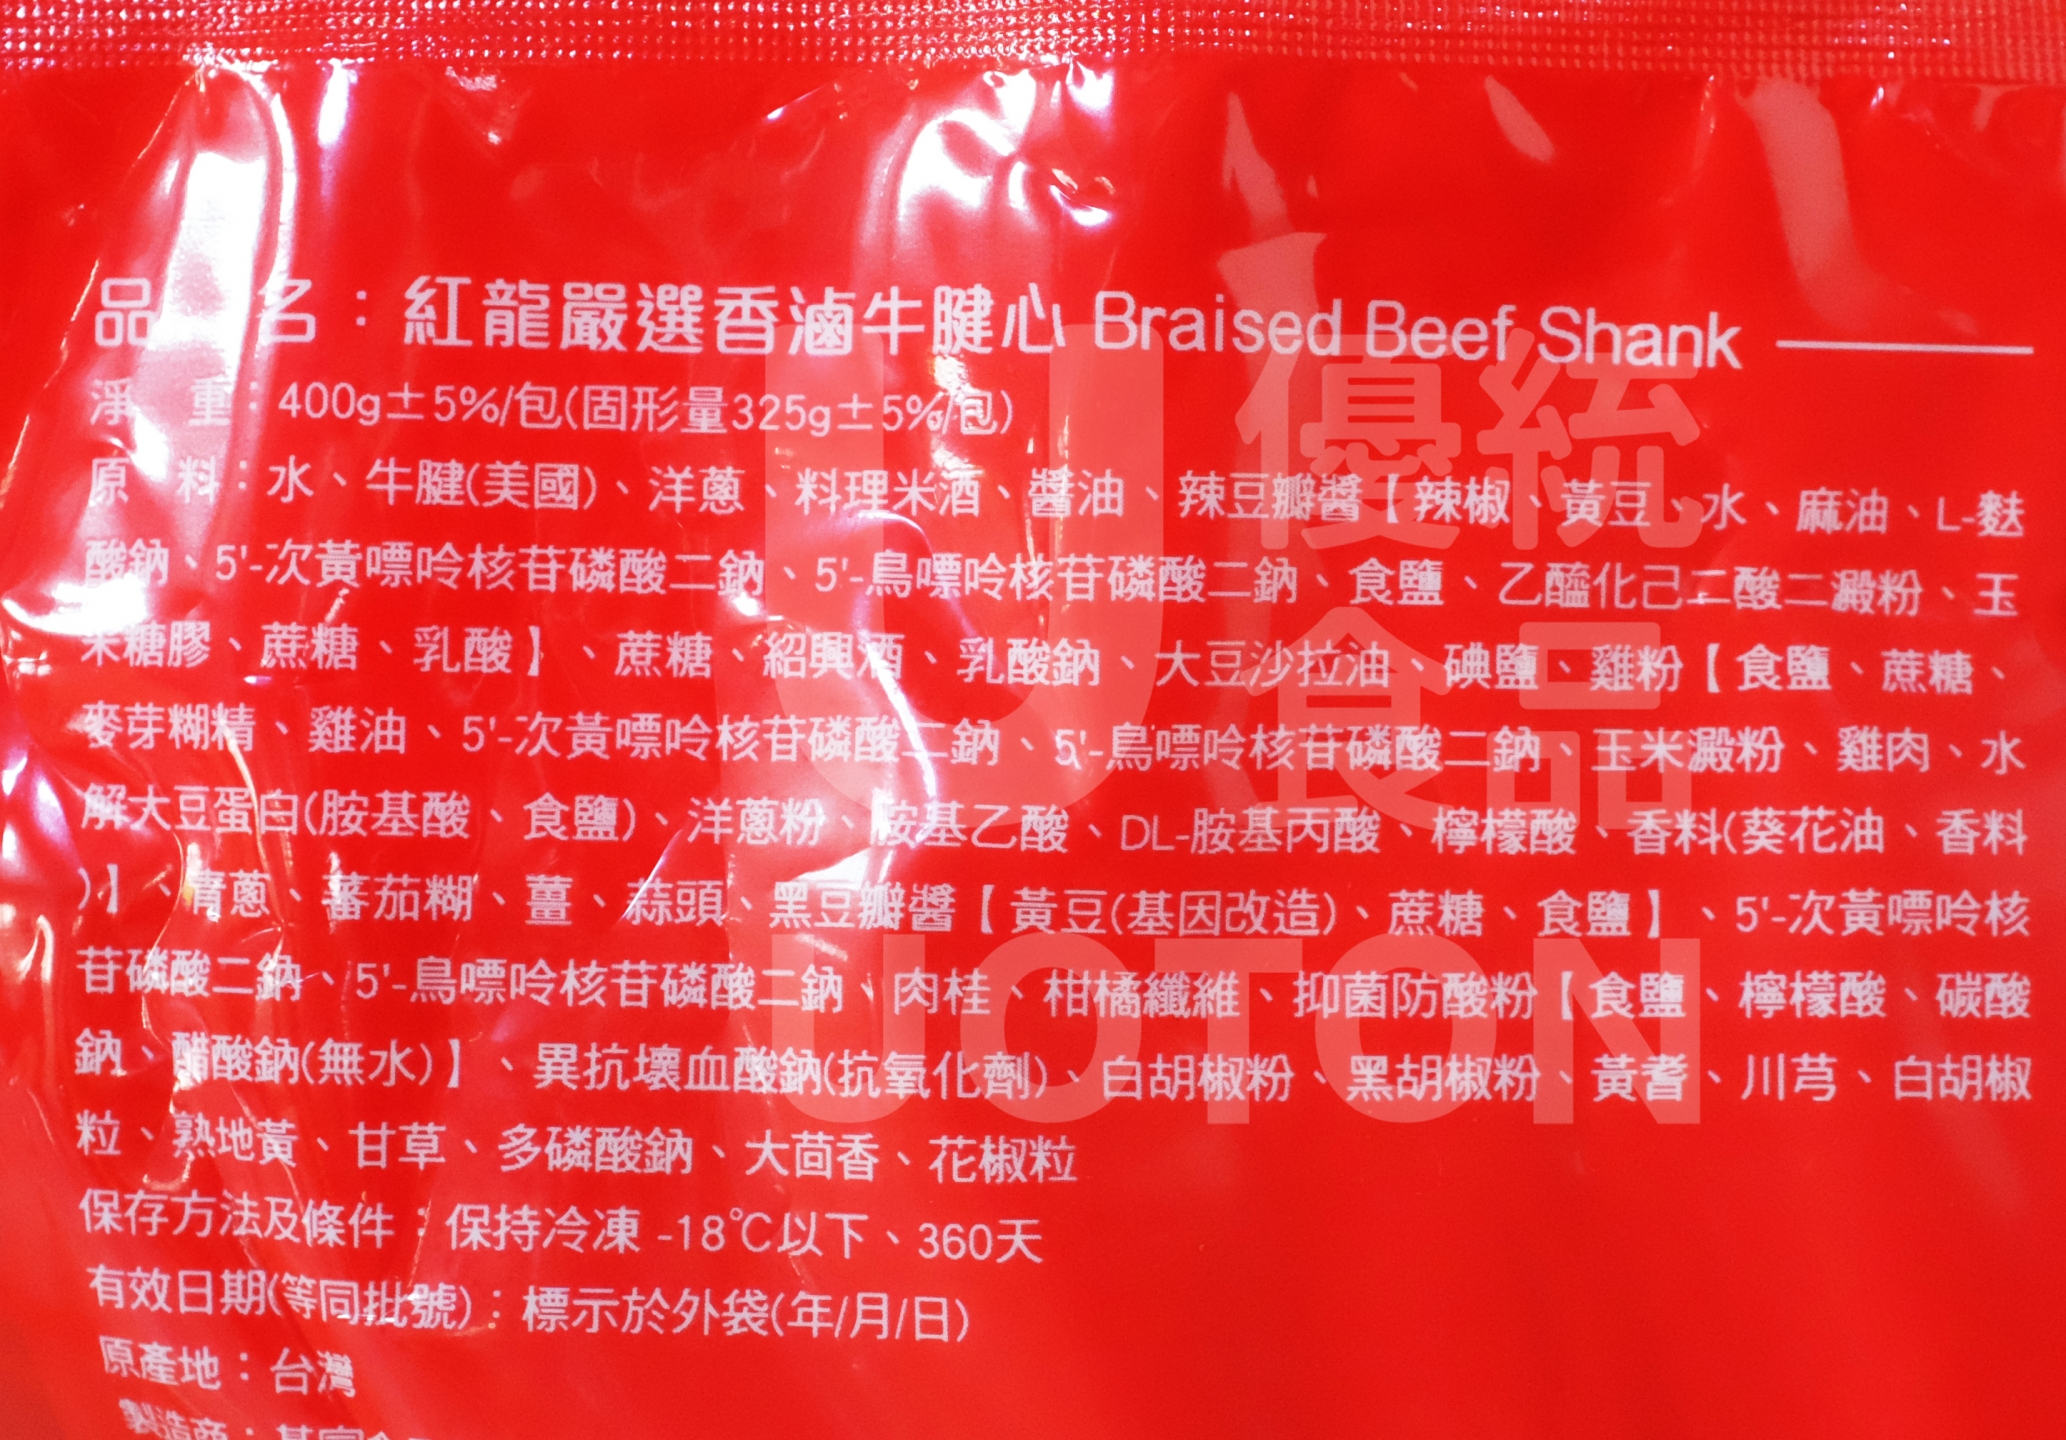 品 名：紅龍嚴選香滷牛腱心 Braised Beef Shank
淨 重：400g±5%/包(固形量325g±5%/包)
原 料：水、牛腱(美國)、洋蔥、料理米酒、醬油、辣豆瓣醬【辣椒、黃豆、水、麻油、L-麩
酸鈉、5'-次黃嘌呤核苷磷酸二鈉、5'-鳥嘌呤核苷磷酸二鈉、食鹽、乙醯化己二酸二澱粉、玉
米糖膠、蔗糖、乳酸】、蔗糖、紹興酒、乳酸鈉、大豆沙拉油、碘鹽、雞粉【食鹽、蔗糖、
麥芽糊精、雞油、5'-次黃嘌呤核苷磷酸二鈉、5'-鳥嘌呤核苷磷酸二鈉、玉米澱粉、雞肉、水
解大豆蛋白(胺基酸、食鹽)、洋蔥粉、胺基乙酸、DL-胺基丙酸、檸檬酸、香料(葵花油、香料
)】、青蔥、蕃茄糊、薑、蒜頭、黑豆瓣醬【黃豆(基因改造)、蔗糖、食鹽】、5'-次黃嘌呤核
苷磷酸二鈉、5'-鳥嘌呤核苷磷酸二鈉、肉桂、柑橘纖維、抑菌防酸粉【食鹽、檸檬酸、碳酸
鈉、醋酸鈉(無水)】、異抗壞血酸鈉(抗氧化劑)、白胡椒粉、黑胡椒粉、黃耆、川芎、白胡椒
粒、熟地黃、甘草、多磷酸鈉、大茴香、花椒粒
保存方法及條件：保持冷凍 -18℃以下、360天
有效日期(等同批號)：標示於外袋(年/月/日)
原產地：台灣
製造商：
優統
食品
UOTON